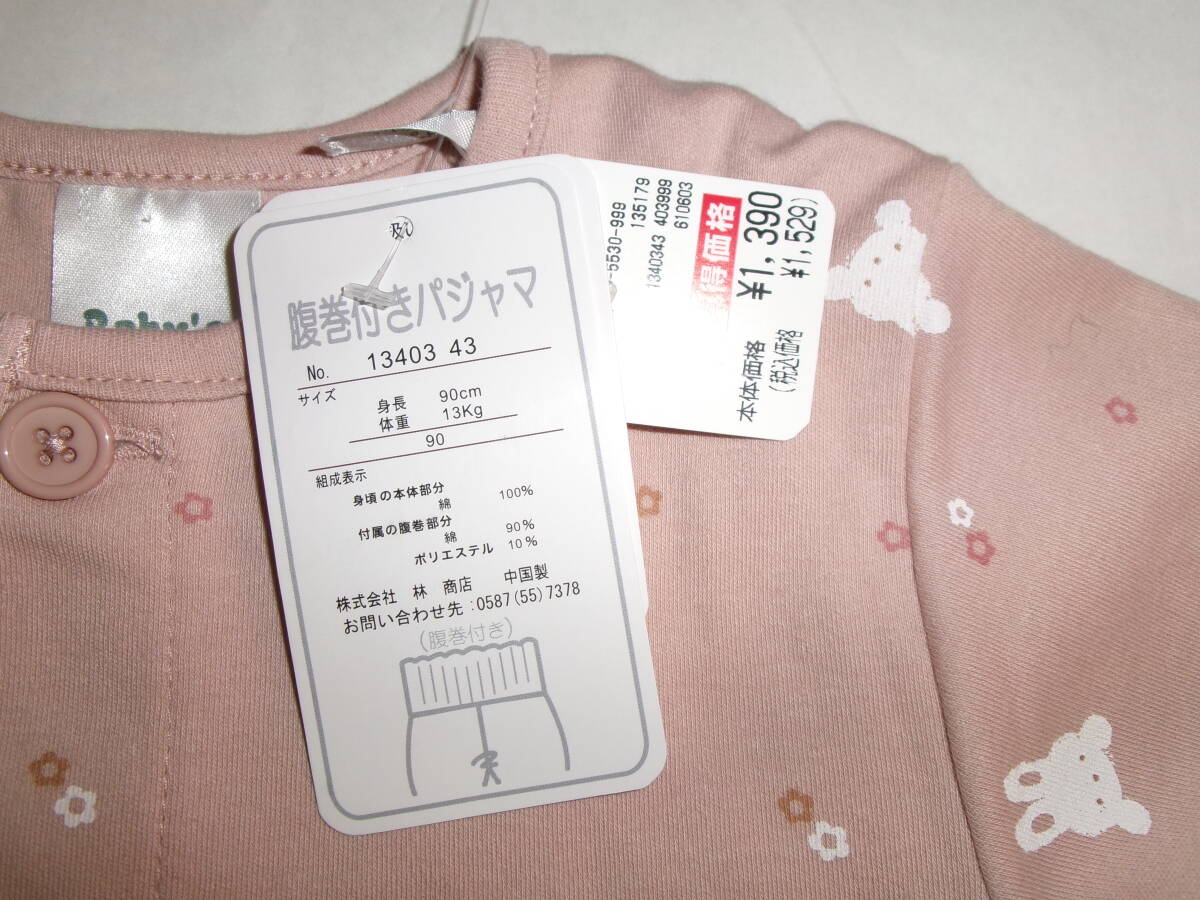 Baby's
腹巻付きパジャマ
No. 13403 43
サイズ
身長 90cm
体重 13Kg
90
組成表示
身頃の本体部分
綿 100%
付属の腹巻部分
綿 90%
ポリエステル 10%
株式会社 林 商店 中国製
お問い合わせ先:0587(55)7378
(腹巻付き)
5530-999
135179
1340343 403999
610603
得価格
本体価格 ¥1,390
(税込価格 ¥1,529)